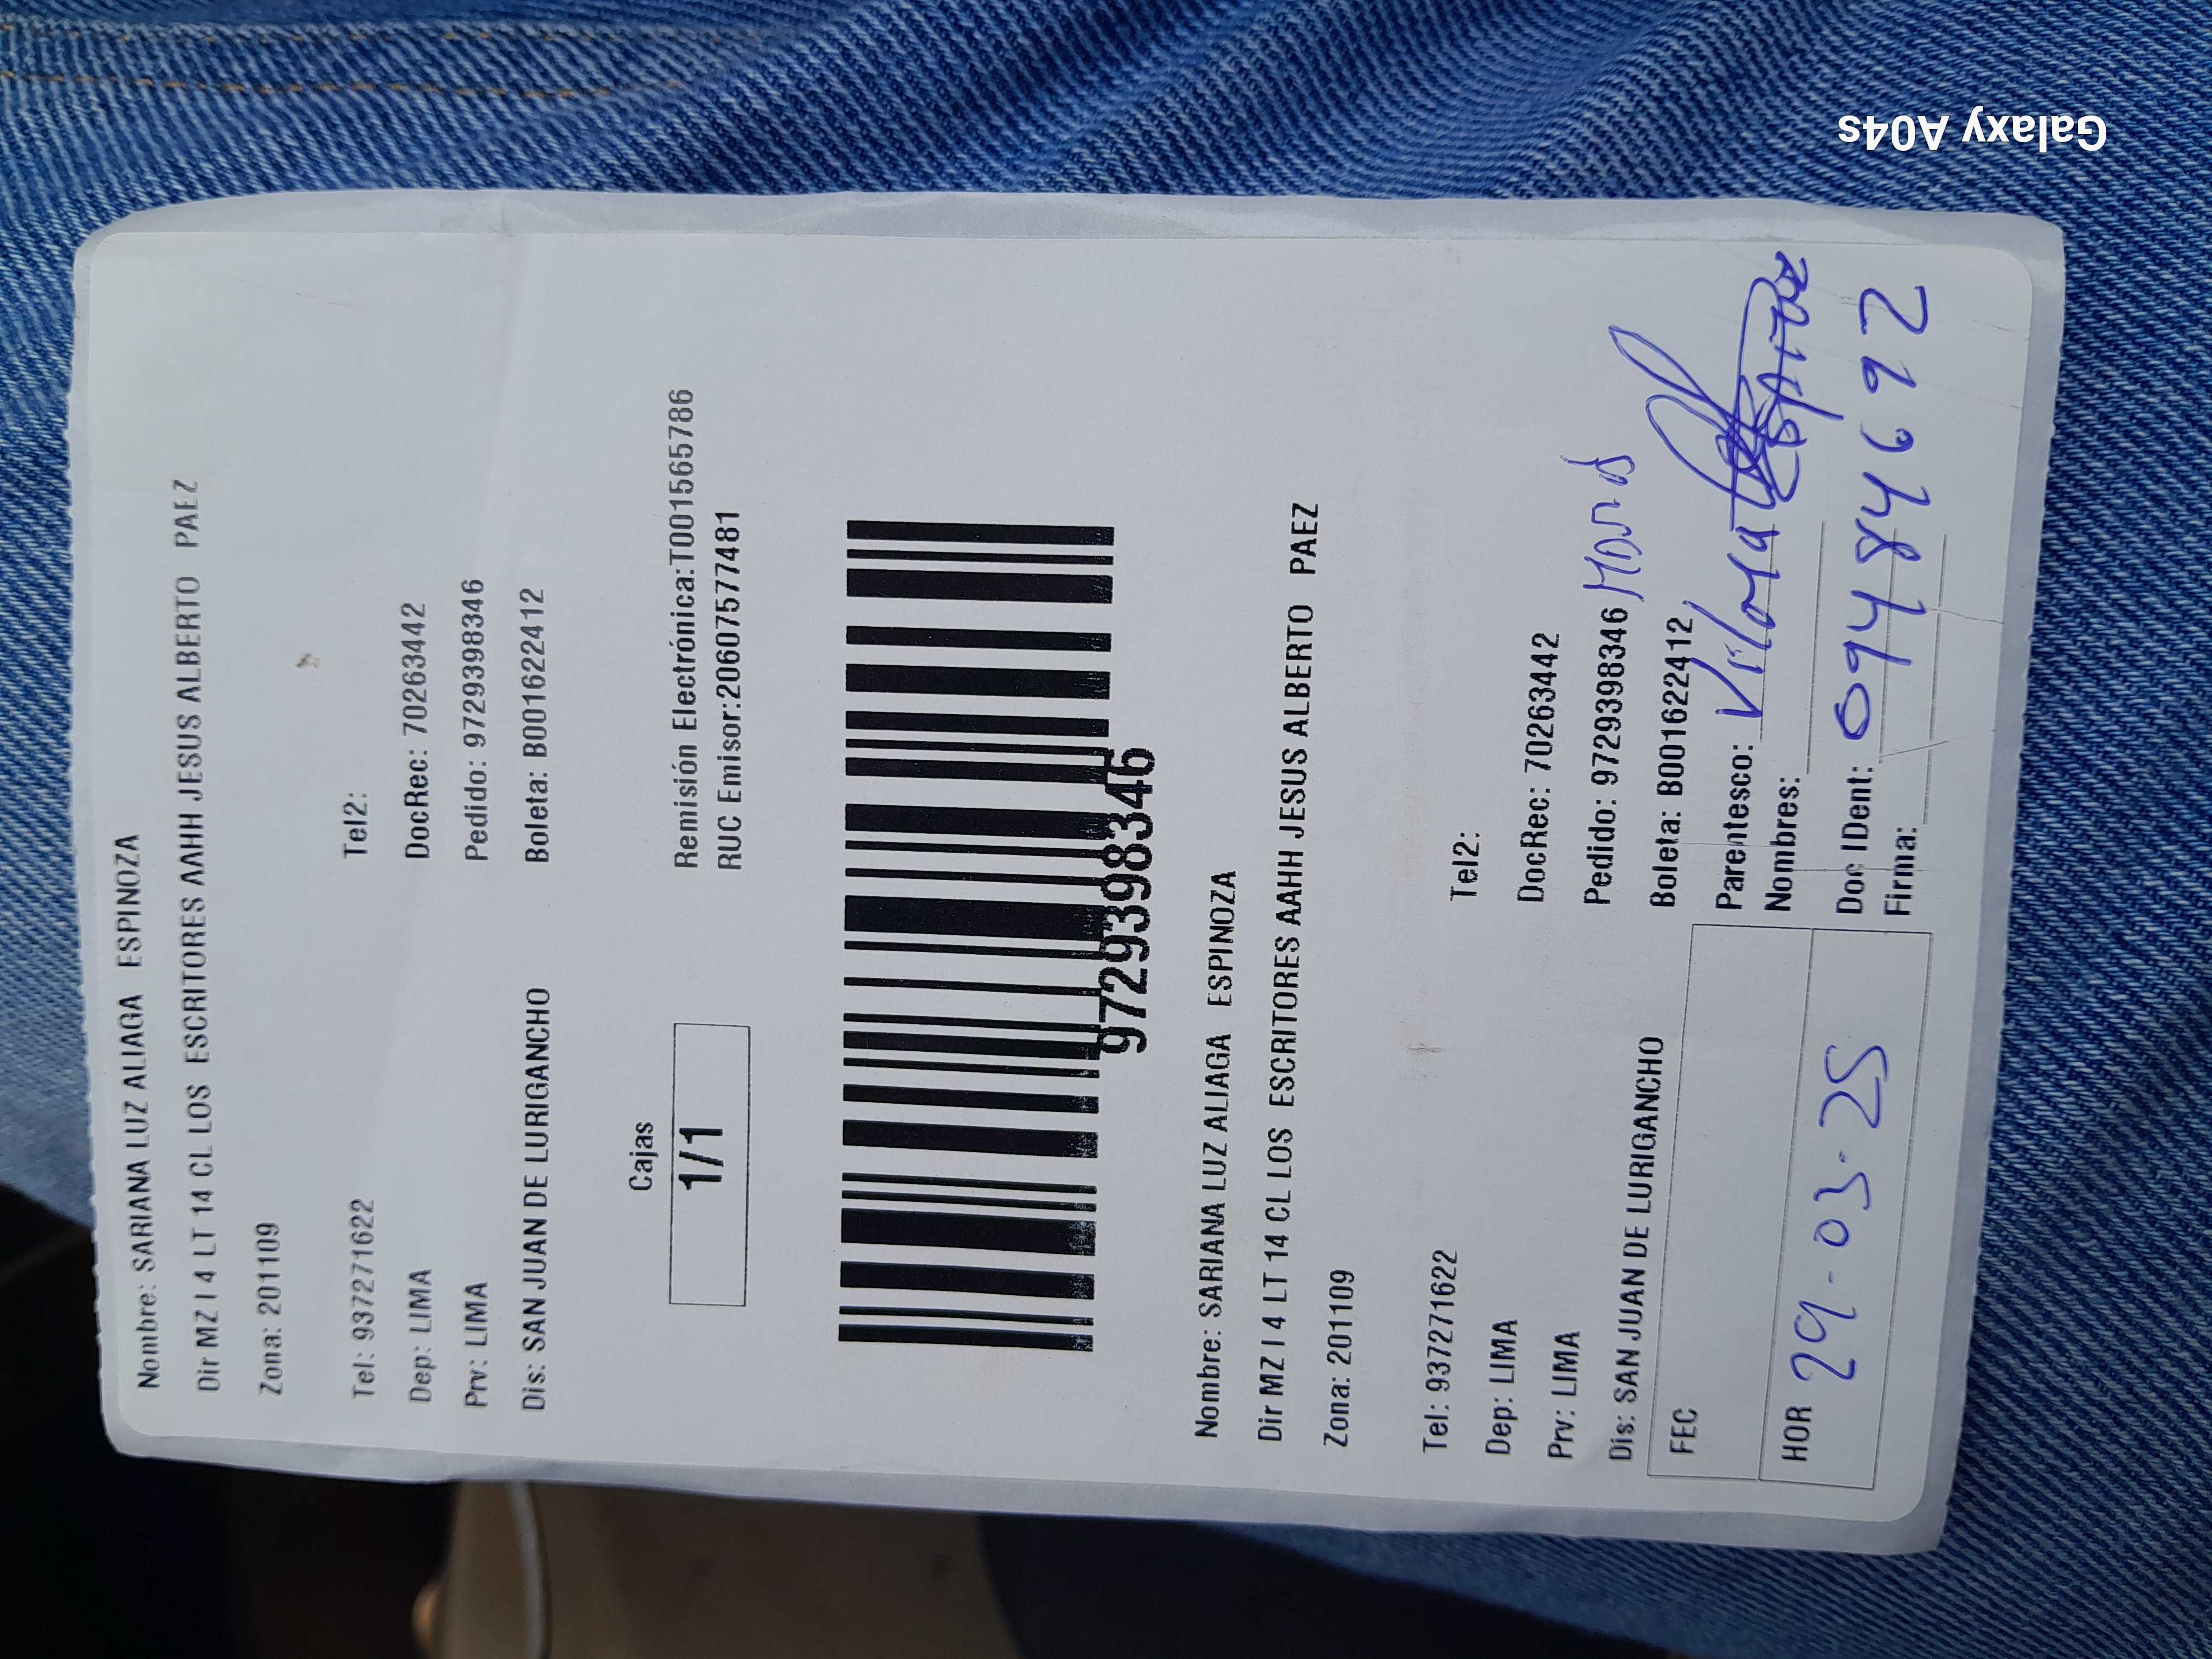 Nombre: SARIANA LUZ ALIAGA ESPINOZA
Dir MZ I 4 LT 14 CL LOS ESCRITORES AAHH JESUS ALBERTO PAEZ
Zona: 201109
Tel: 937271622 Tel2:
Dep: LIMA DocRec: 70263442
Prv: LIMA Pedido: 9729398346
Dis: SAN JUAN DE LURIGANCHO Boleta: B001622412
Cajas
1/1
Remisión Electrónica:T001565786
RUC Emisor:20607577481
9729398346
Nombre: SARIANA LUZ ALIAGA ESPINOZA
Dir MZ I 4 LT 14 CL LOS ESCRITORES AAHH JESUS ALBERTO PAEZ
Zona: 201109
Tel: 937271622 Tel2:
Dep: LIMA DocRec: 70263442
Prv: LIMA Pedido: 9729398346
Dis: SAN JUAN DE LURIGANCHO Boleta: B001622412
FEC
HOR 29-03-25
Parentesco:
Nombres:
Doc IDent: 09484692
Firma:
Galaxy A04s